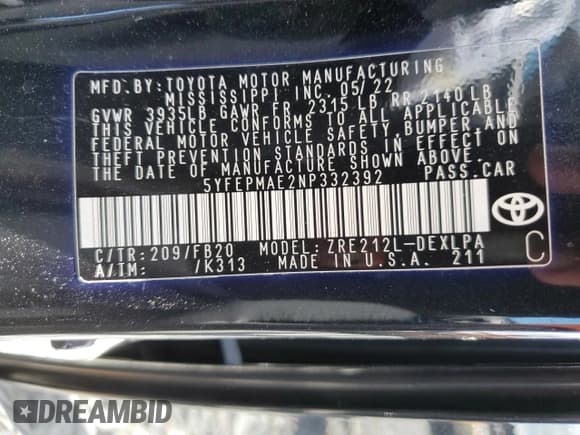 MFD. BY: TOYOTA MOTOR MANUFACTURING
MISSISSIPPI INC. 05/22
GVWR 3935LB GAWR FR 2315 LB RR 2140 LB
THIS VEHICLE CONFORMS TO ALL APPLICABLE
FEDERAL MOTOR VEHICLE SAFETY, BUMPER, AND
THEFT PREVENTION STANDARDS IN EFFECT ON
THE DATE OF MANUFACTURE SHOWN ABOVE.
5YFEPMAE2NP332392 PASS. CAR
C/TR: 209/FB20 MODEL: ZRE212L-DEXLPA
A/TM: /K313 MADE IN U.S.A. 211
C
DREAMBID